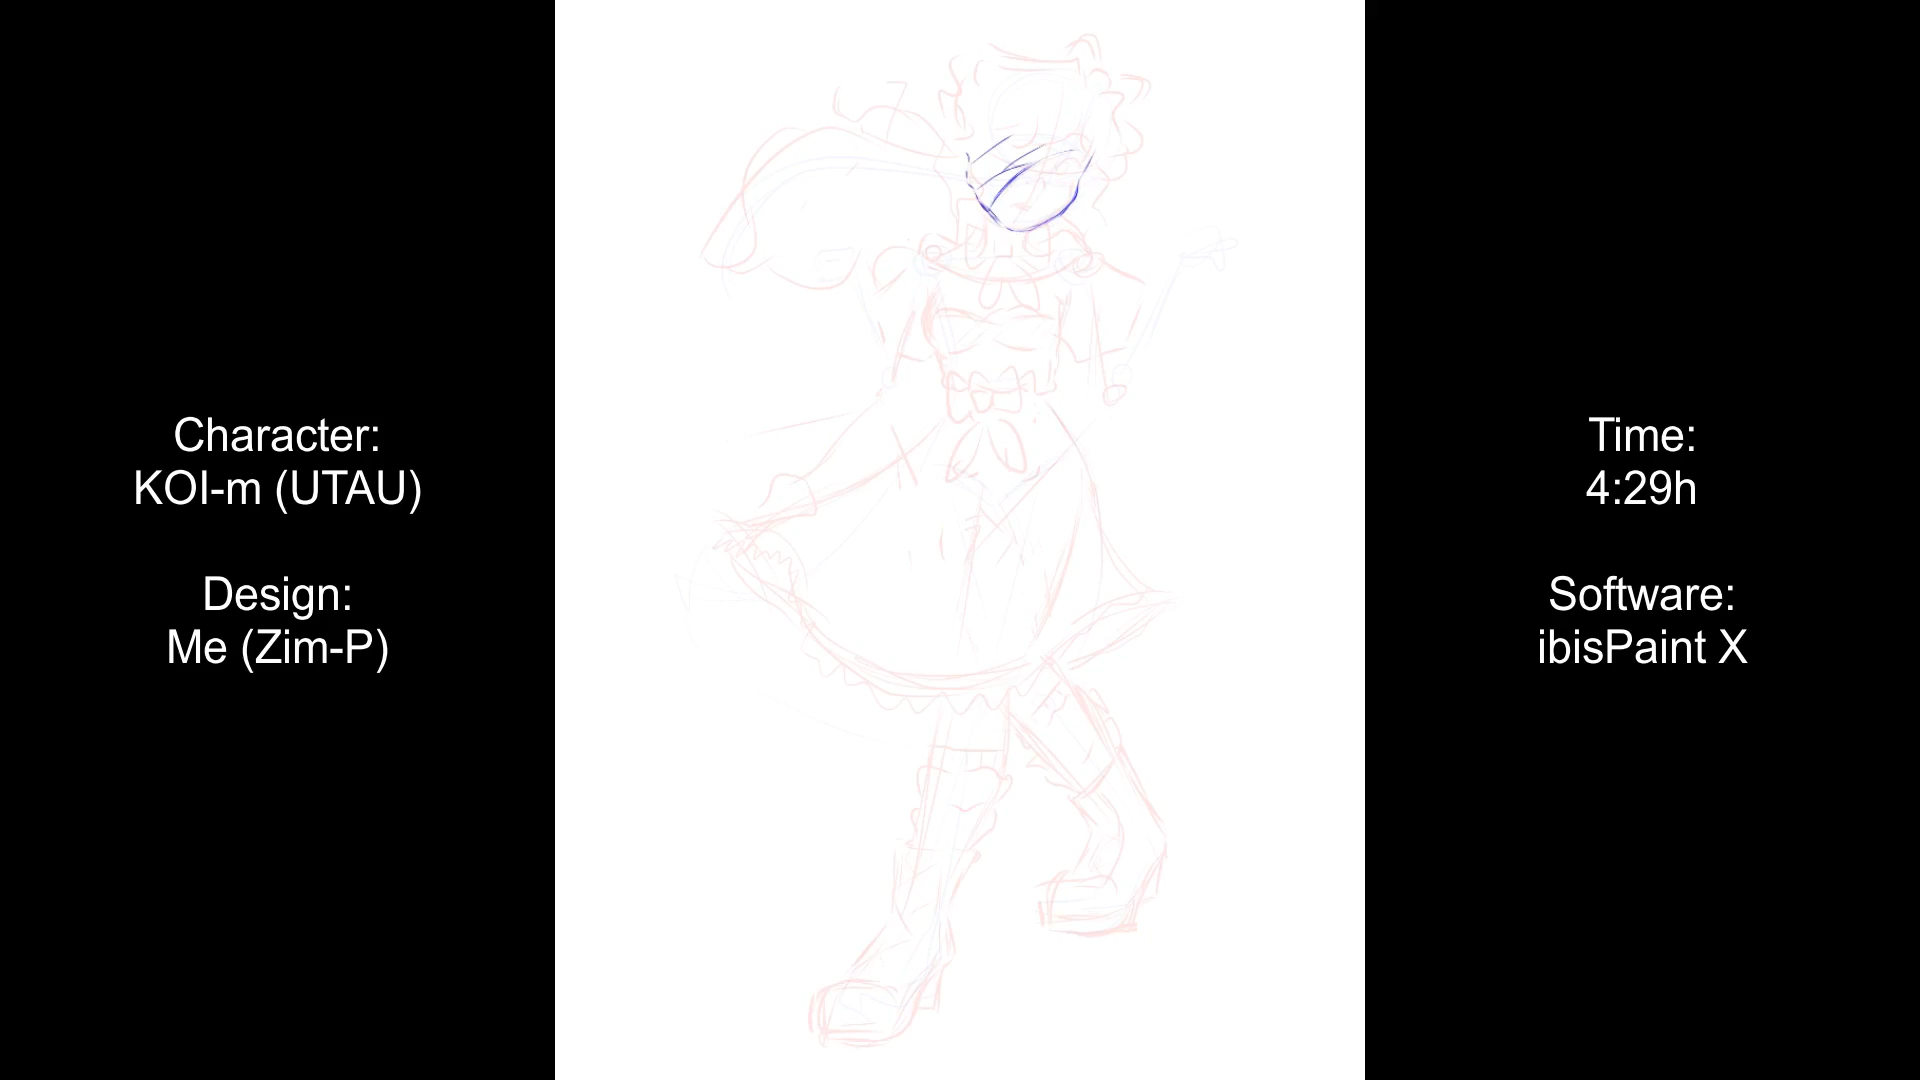 Character:
KOI-m (UTAU)
Design:
Me (Zim-P)
Time:
4:29h
Software:
ibisPaint X